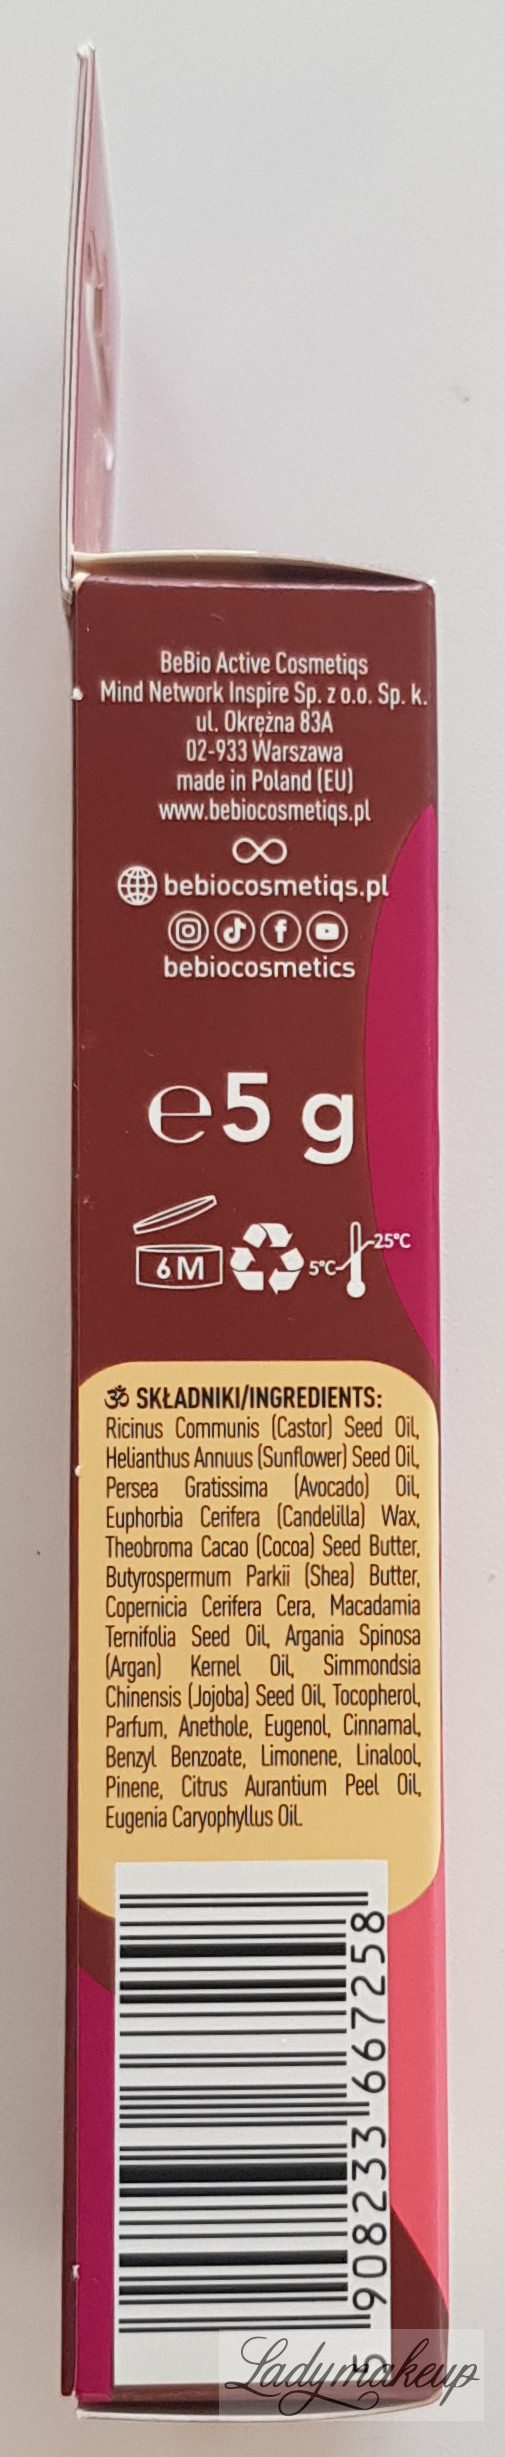 BeBio Active Cosmetiqs
Mind Network Inspire Sp. z o.o. Sp. k.
ul. Okrężna 83A
02-933 Warszawa
made in Poland (EU)
www.bebiocosmetiqs.pl
bebiocosmetiqs.pl
bebiocosmetics
℮5 g
6 M
5°C
25°C
ॐ SKŁADNIKI/INGREDIENTS:
Ricinus Communis (Castor) Seed Oil,
Helianthus Annuus (Sunflower) Seed Oil,
Persea Gratissima (Avocado) Oil,
Euphorbia Cerifera (Candelilla) Wax,
Theobroma Cacao (Cocoa) Seed Butter,
Butyrospermum Parkii (Shea) Butter,
Copernicia Cerifera Cera, Macadamia
Ternifolia Seed Oil, Argania Spinosa
(Argan) Kernel Oil, Simmondsia
Chinensis (Jojoba) Seed Oil, Tocopherol,
Parfum, Anethole, Eugenol, Cinnamal,
Benzyl Benzoate, Limonene, Linalool,
Pinene, Citrus Aurantium Peel Oil,
Eugenia Caryophyllus Oil.
5 908233 667258
Ladymakeup